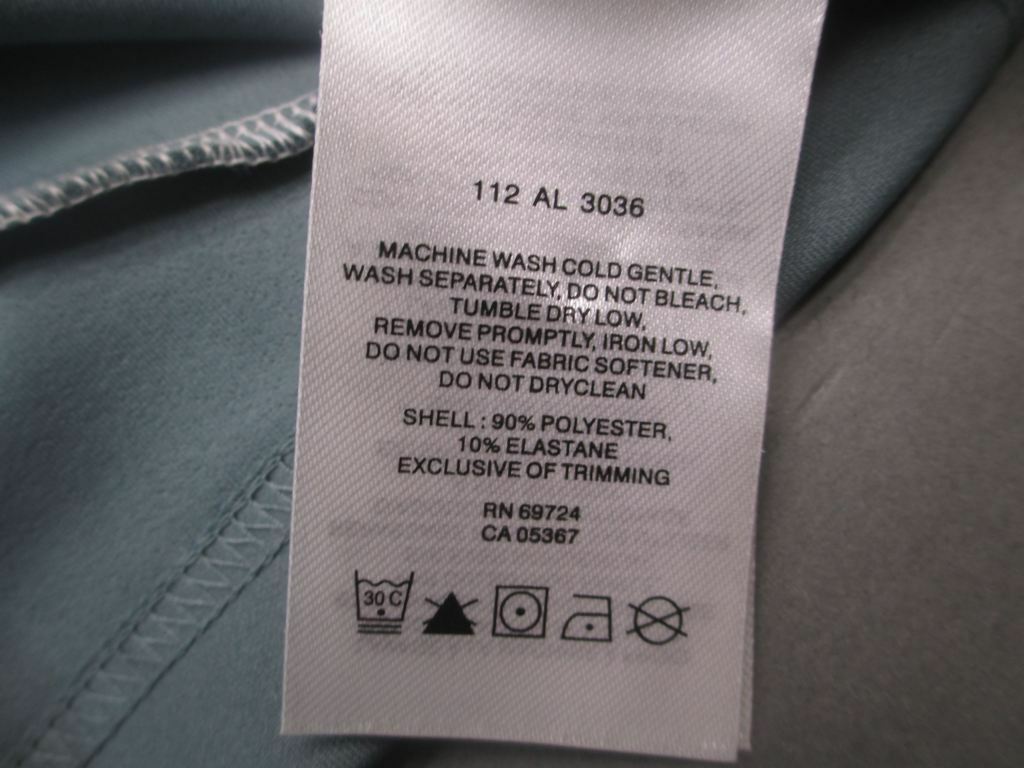 112 AL 3036
MACHINE WASH COLD GENTLE,
WASH SEPARATELY, DO NOT BLEACH,
TUMBLE DRY LOW,
REMOVE PROMPTLY, IRON LOW,
DO NOT USE FABRIC SOFTENER,
DO NOT DRYCLEAN
SHELL : 90% POLYESTER,
10% ELASTANE
EXCLUSIVE OF TRIMMING
RN 69724
CA 05367
30 C